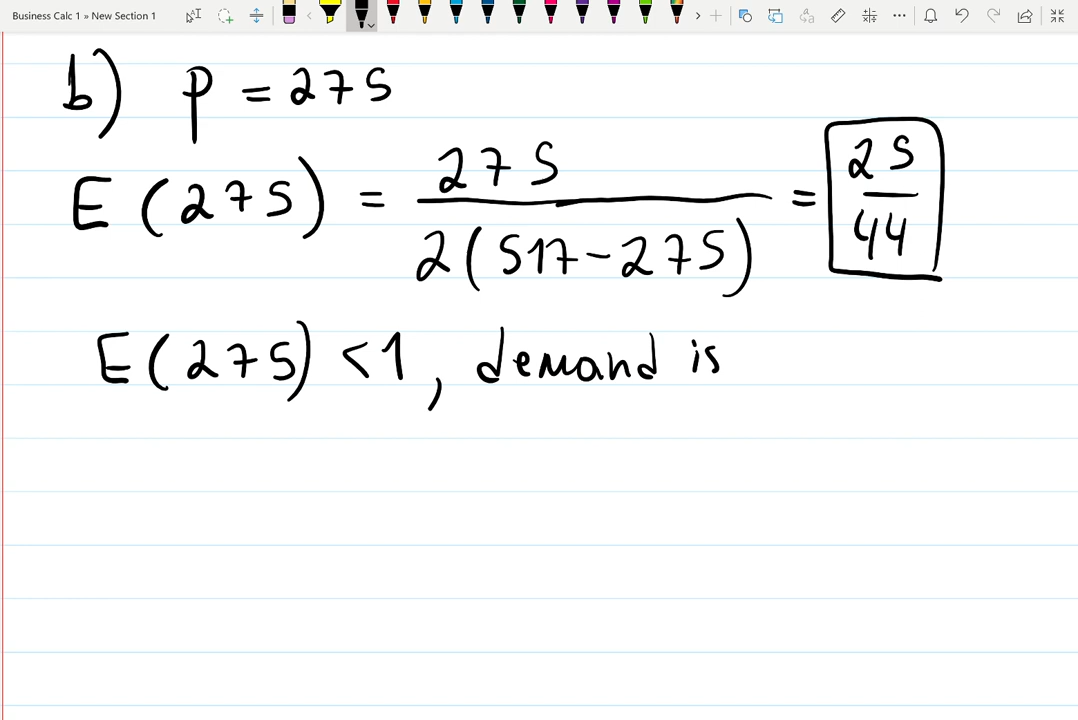 Business Calc 1 » New Section 1
b) p = 275
E(275) = 275 / 2(517-275) = 25/44
E(275) < 1, demand is